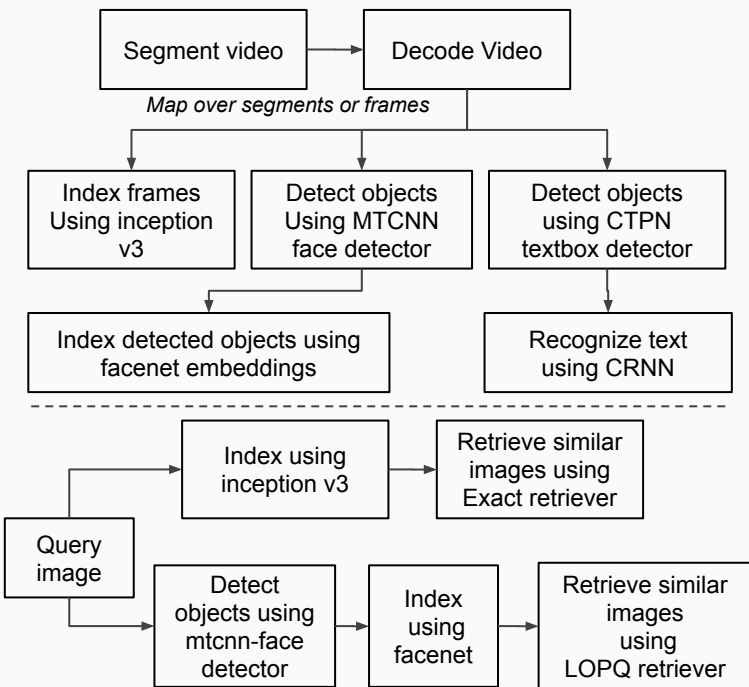 Segment video
Decode Video
Map over segments or frames
Index frames
Using inception
v3
Detect objects
Using MTCNN
face detector
Detect objects
using CTPN
textbox detector
Index detected objects using
facenet embeddings
Recognize text
using CRNN
Index using
inception v3
Retrieve similar
images using
Exact retriever
Query
image
Detect
objects using
mtcnn-face
detector
Index
using
facenet
Retrieve similar
images
using
LOPQ retriever